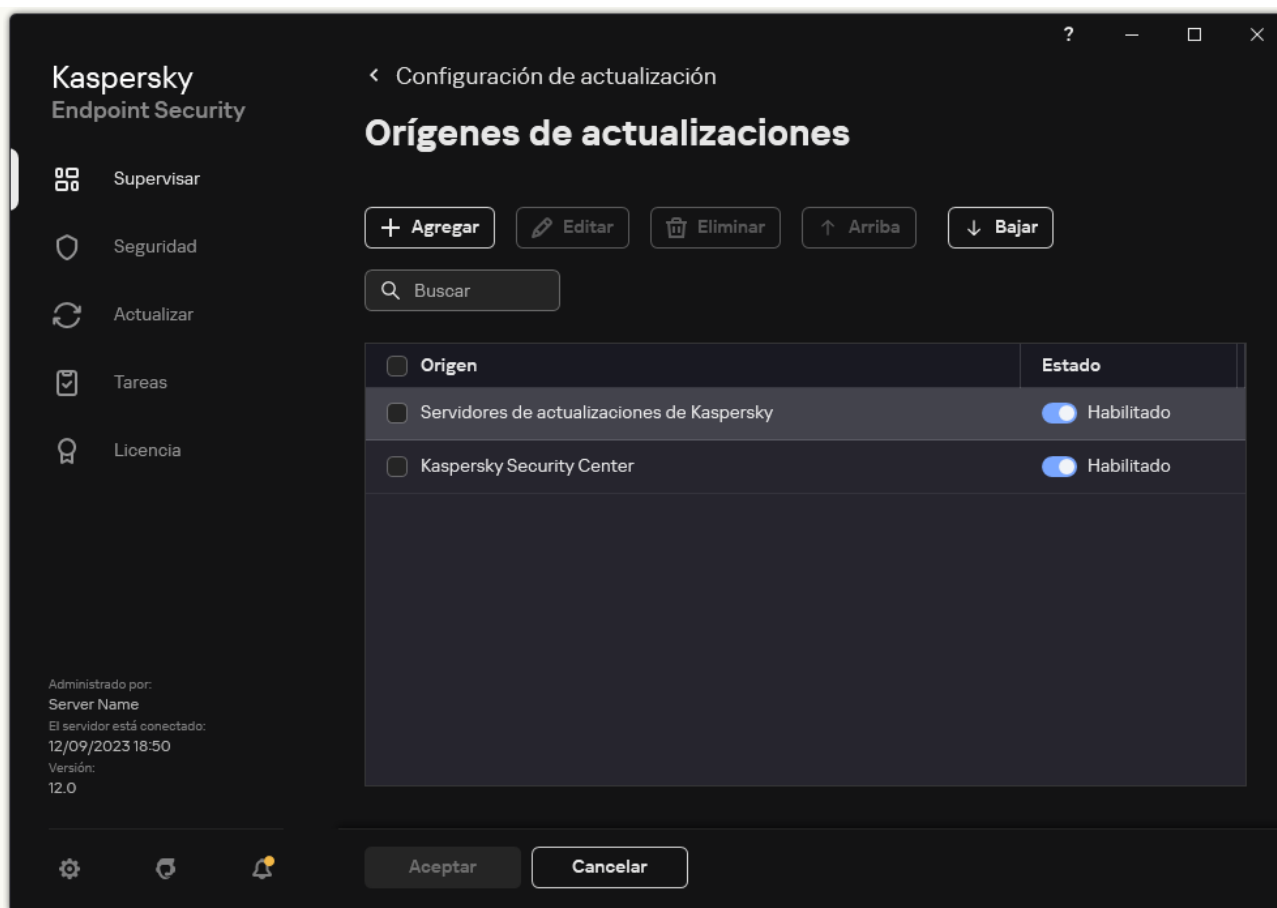 ?
Kaspersky
Endpoint Security
Supervisar
Seguridad
Actualizar
Tareas
Licencia
Administrado por:
Server Name
El servidor está conectado:
12/09/2023 18:50
Versión:
12.0
Configuración de actualización
Orígenes de actualizaciones
Agregar Editar Eliminar Arriba Bajar
Buscar
Origen Estado
Servidores de actualizaciones de Kaspersky Habilitado
Kaspersky Security Center Habilitado
Aceptar Cancelar